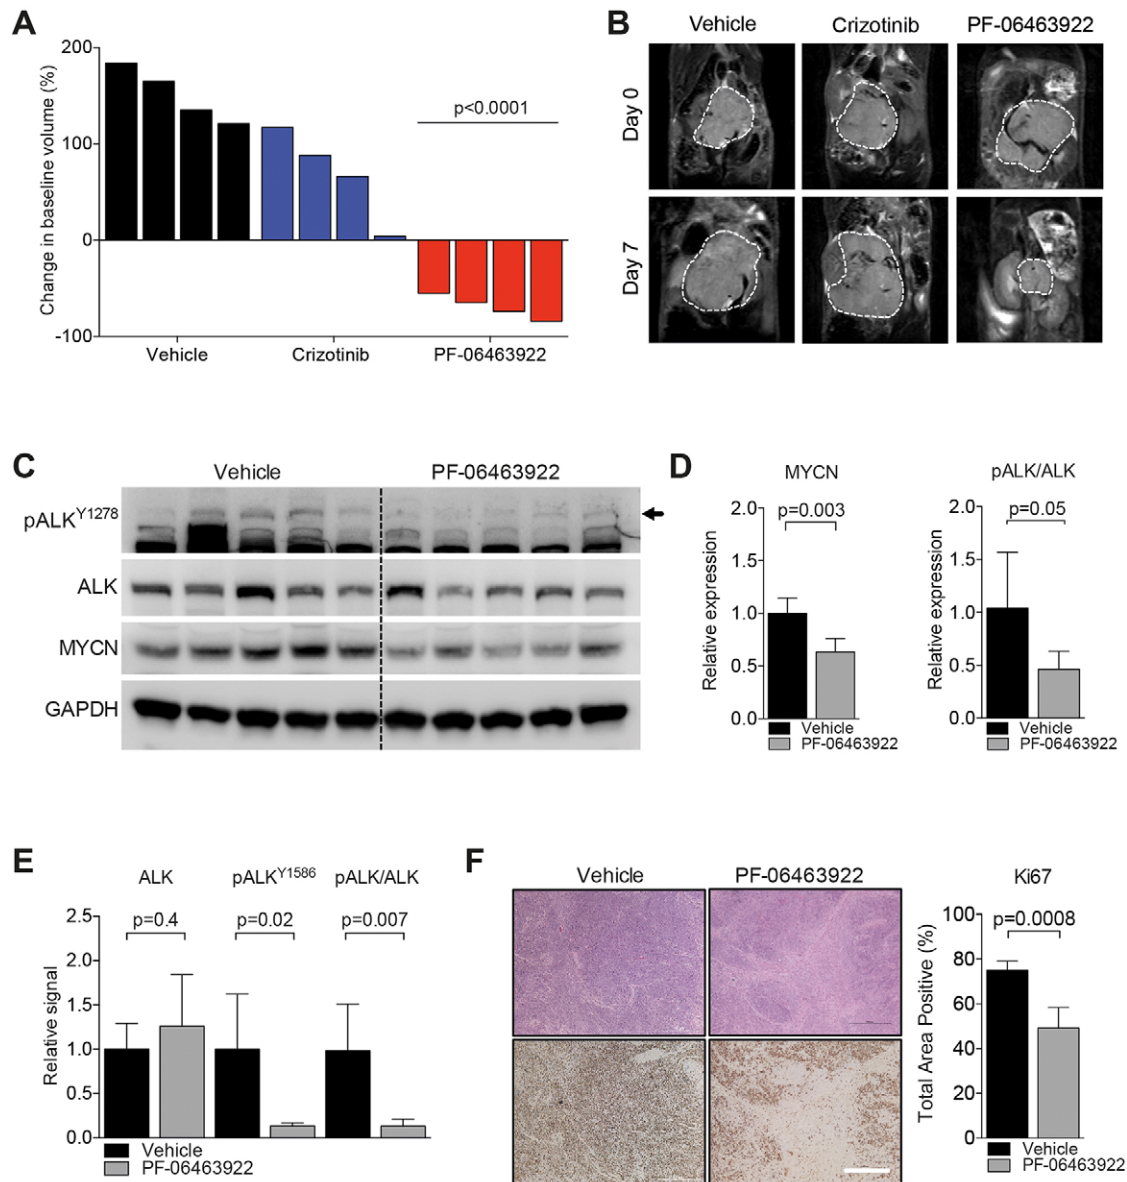 A
Change in baseline volume (%)
200
100
0
-100
p<0.0001
Vehicle
Crizotinib
PF-06463922
B
Vehicle
Crizotinib
PF-06463922
Day 0
Day 7
C
Vehicle
PF-06463922
pALK^Y1278
ALK
MYCN
GAPDH
D
MYCN
Relative expression
2.0
1.5
1.0
0.5
0.0
p=0.003
Vehicle
PF-06463922
pALK/ALK
Relative expression
2.0
1.5
1.0
0.5
0.0
p=0.05
Vehicle
PF-06463922
E
ALK
pALK^Y1586
pALK/ALK
Relative signal
2.5
2.0
1.5
1.0
0.5
0.0
p=0.4
p=0.02
p=0.007
Vehicle
PF-06463922
F
Vehicle
PF-06463922
Ki67
Total Area Positive (%)
100
80
60
40
20
0
p=0.0008
Vehicle
PF-06463922